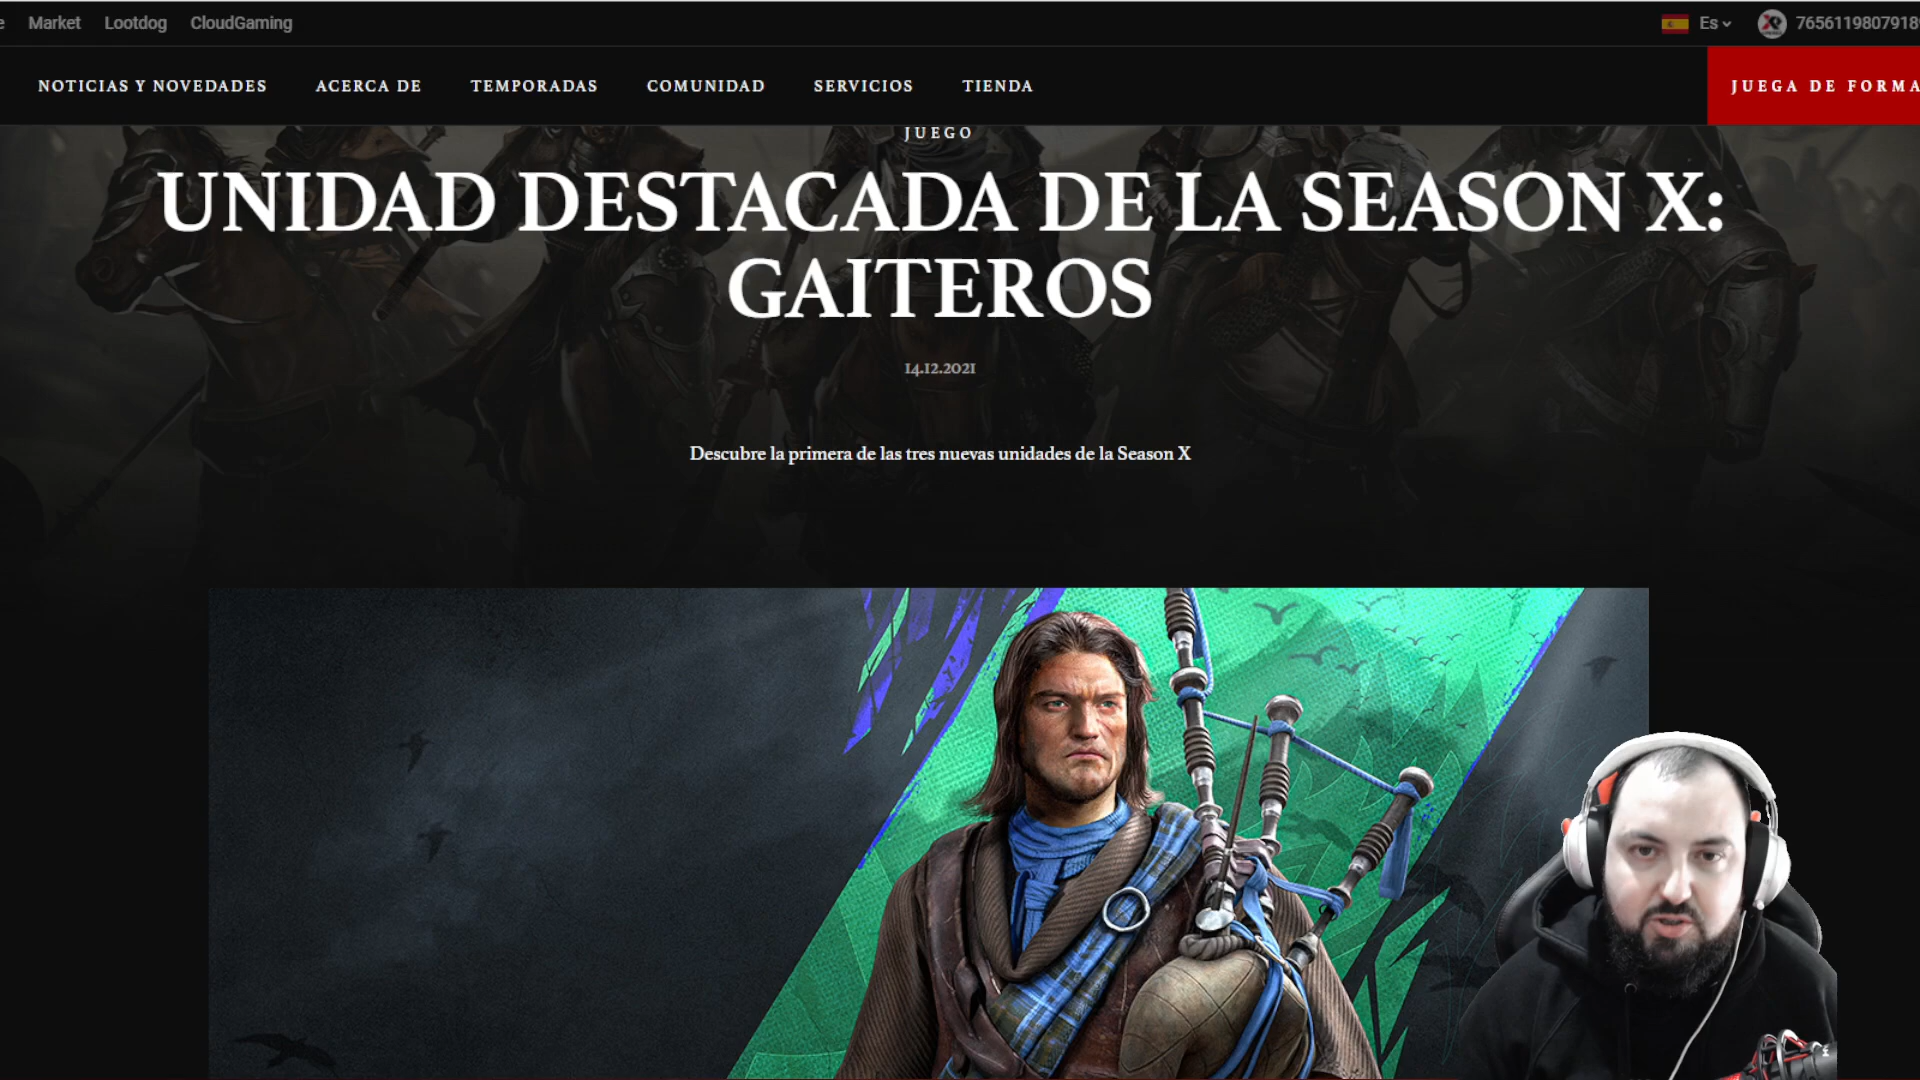 Market Lootdog CloudGaming Es
NOTICIAS Y NOVEDADES ACERCA DE TEMPORADAS COMUNIDAD SERVICIOS TIENDA JUEGA DE FORMA
JUEGO
UNIDAD DESTACADA DE LA SEASON X:
GAITEROS
14.12.2021
Descubre la primera de las tres nuevas unidades de la Season X